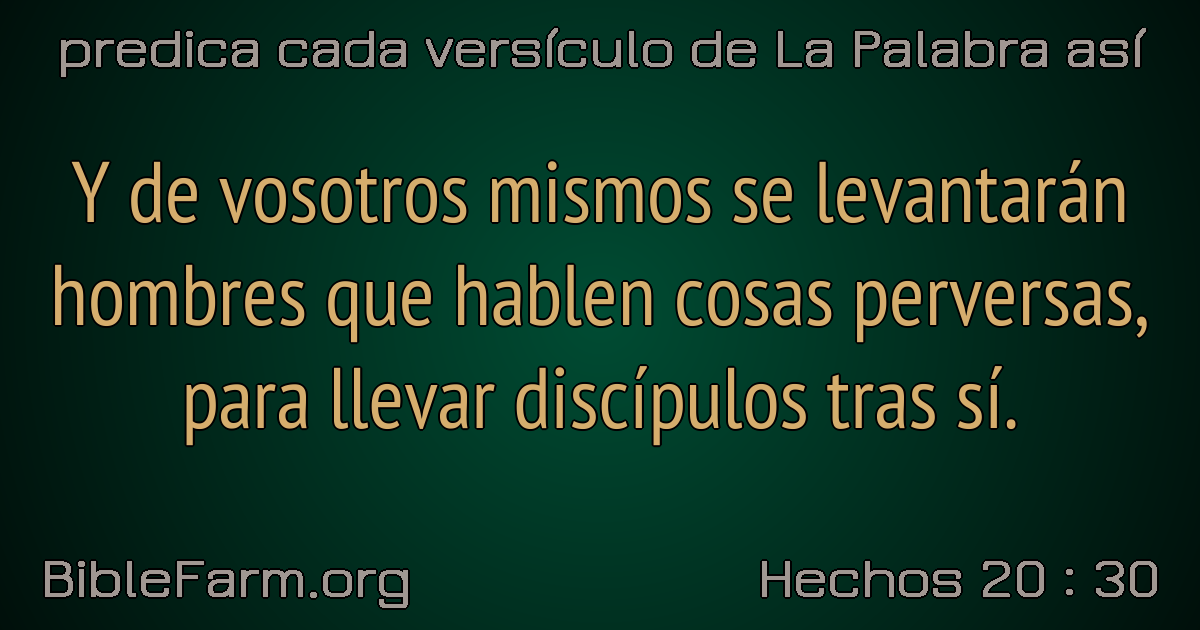 predica cada versículo de La Palabra así
Y de vosotros mismos se levantarán
hombres que hablen cosas perversas,
para llevar discípulos tras sí.
BibleFarm.org
Hechos 20 : 30